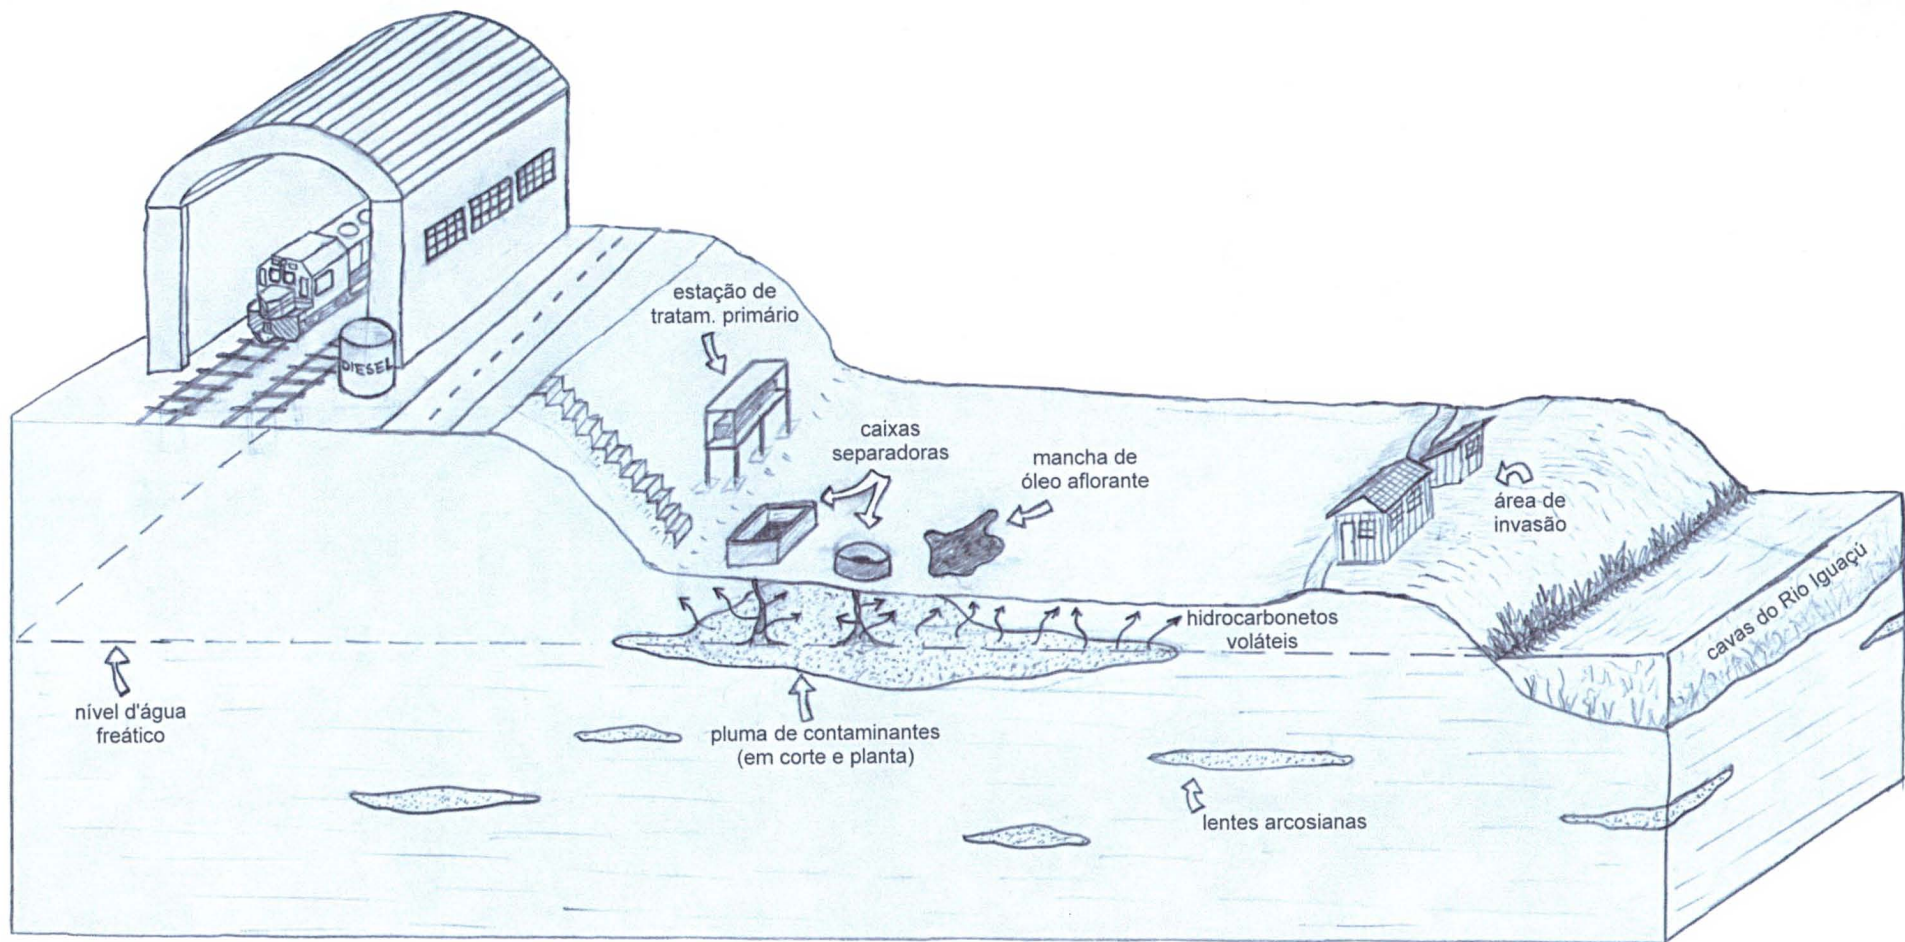 DIESEL
estação de
tratam. primário
caixas
separadoras
mancha de
óleo aflorante
área de
invasão
cavas do Rio Iguaçú
hidrocarbonetos
voláteis
nível d'água
freático
pluma de contaminantes
(em corte e planta)
lentes arcosianas